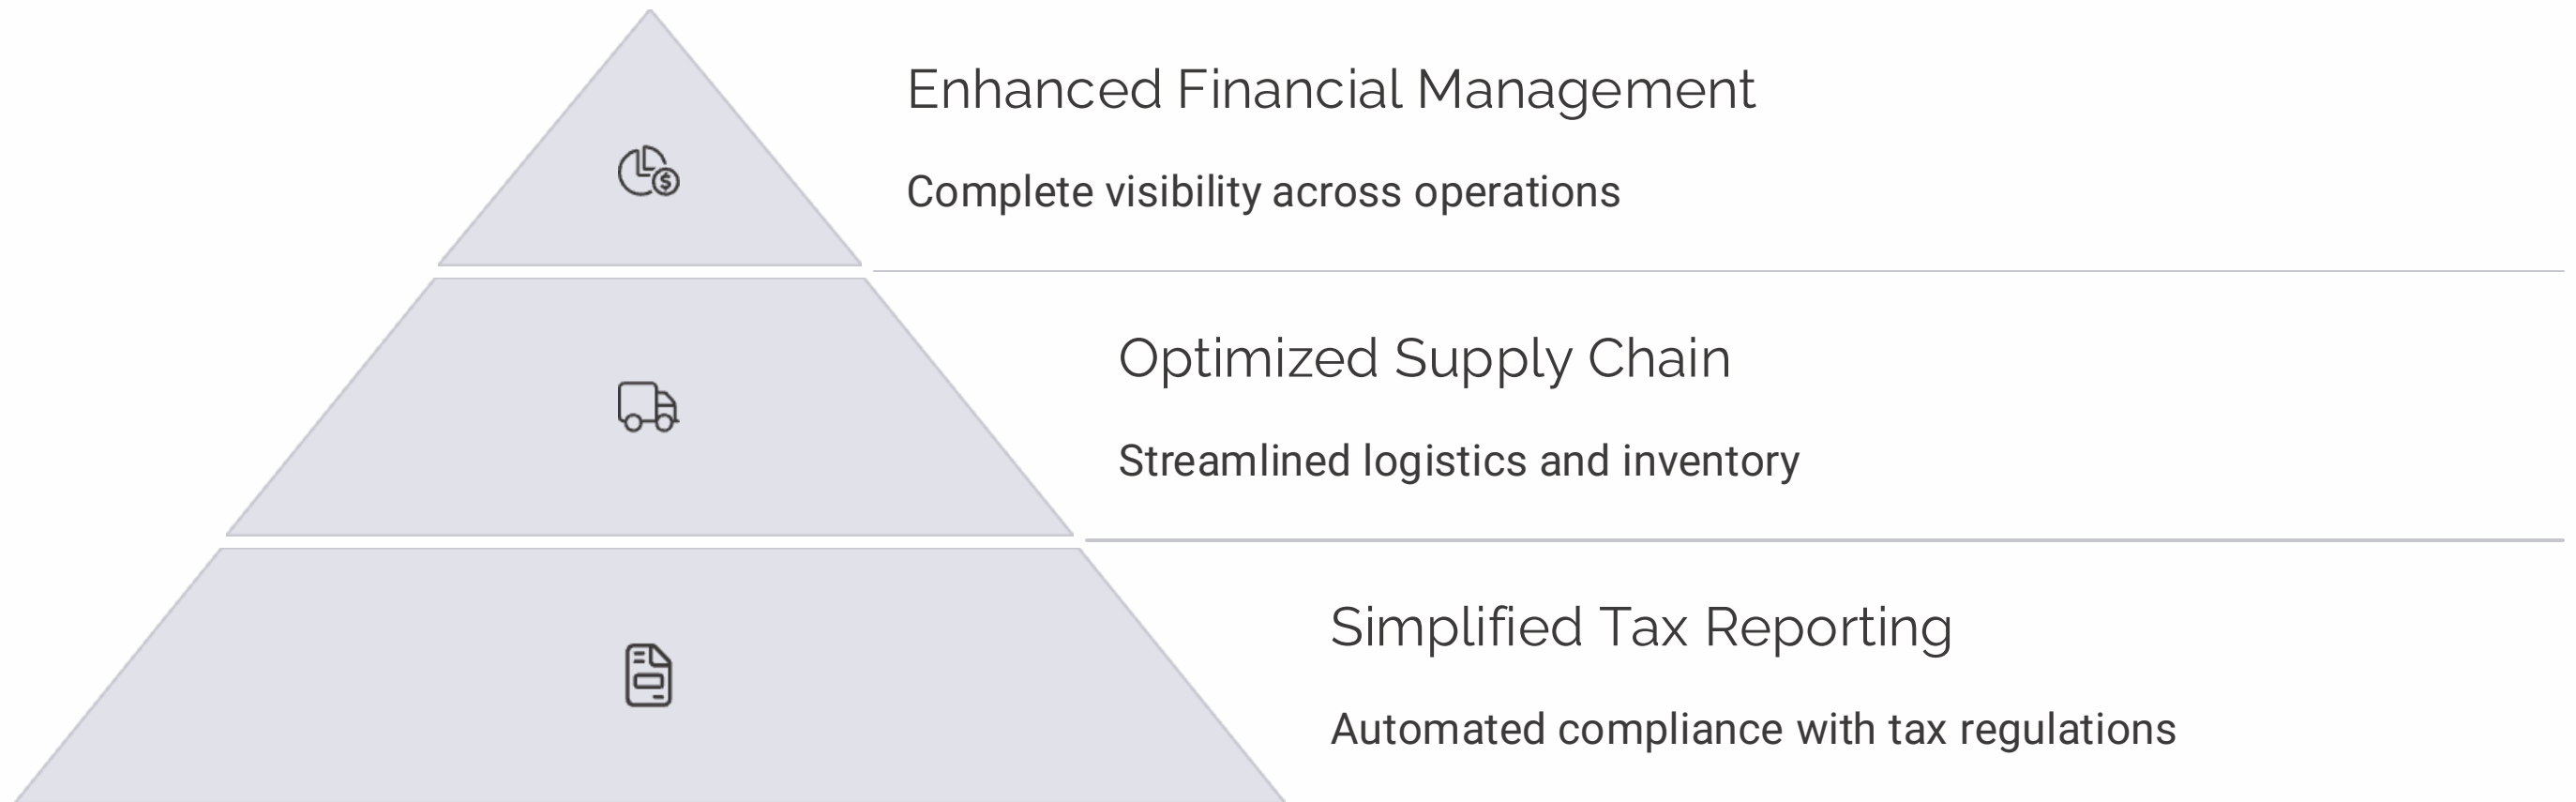 Enhanced Financial Management
Complete visibility across operations
$
Optimized Supply Chain
Streamlined logistics and inventory
Simplified Tax Reporting
Automated compliance with tax regulations